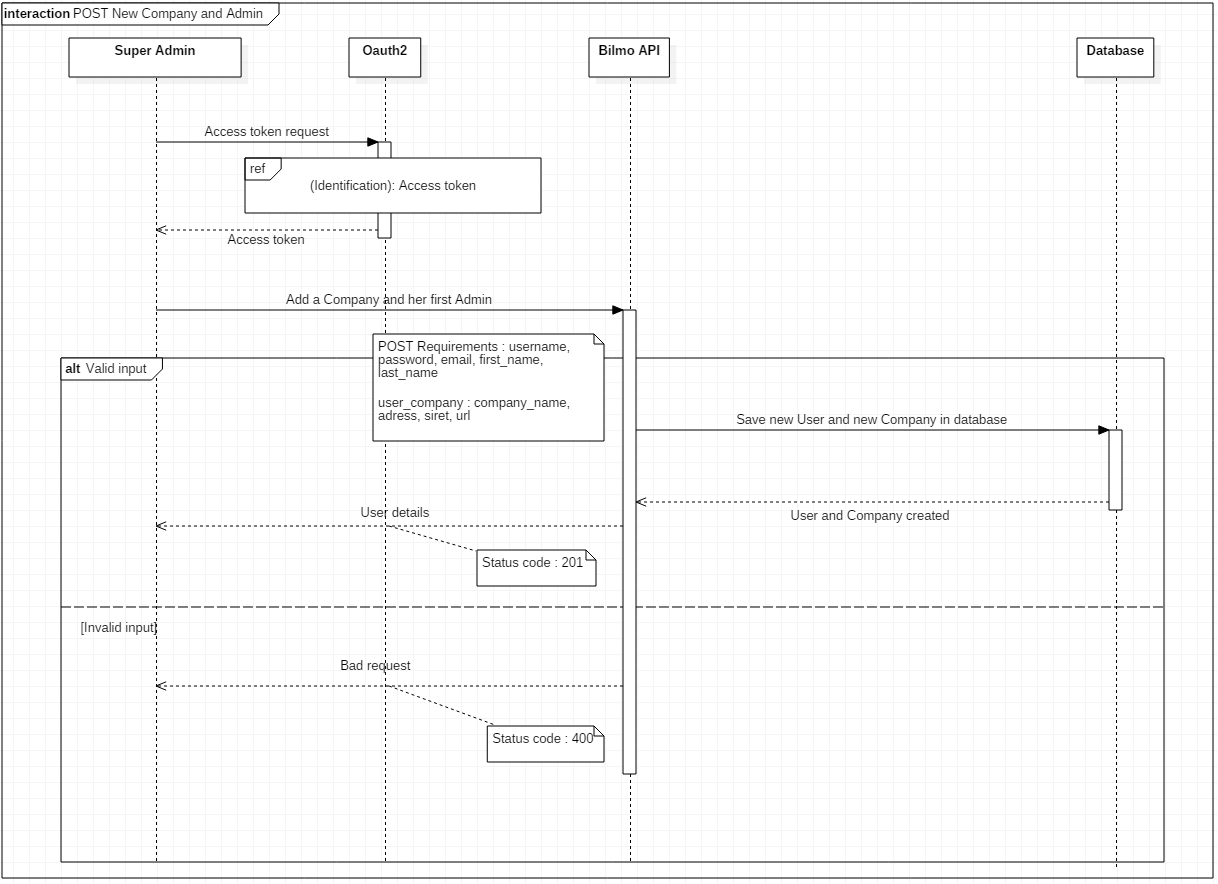 interaction POST New Company and Admin
Super Admin
Oauth2
Bilmo API
Database
Access token request
ref
(Identification): Access token
Access token
Add a Company and her first Admin
POST Requirements : username,
password, email, first_name,
last_name
user_company : company_name,
adress, siret, url
alt Valid input
Save new User and new Company in database
User and Company created
User details
Status code : 201
[Invalid input]
Bad request
Status code : 400